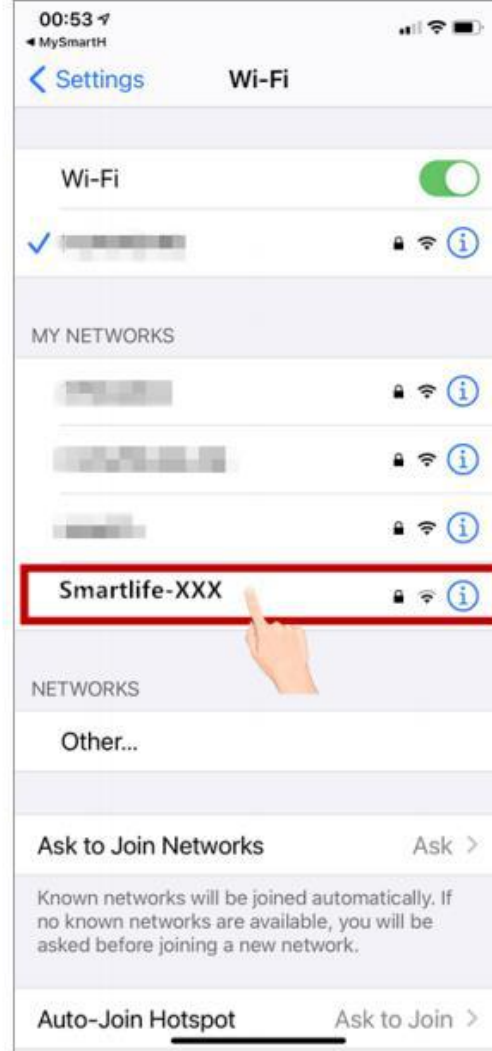 00:53
MySmartH
Settings Wi-Fi
Wi-Fi
MY NETWORKS
Smartlife-XXX
NETWORKS
Other...
Ask to Join Networks Ask
Known networks will be joined automatically. If
no known networks are available, you will be
asked before joining a new network.
Auto-Join Hotspot Ask to Join